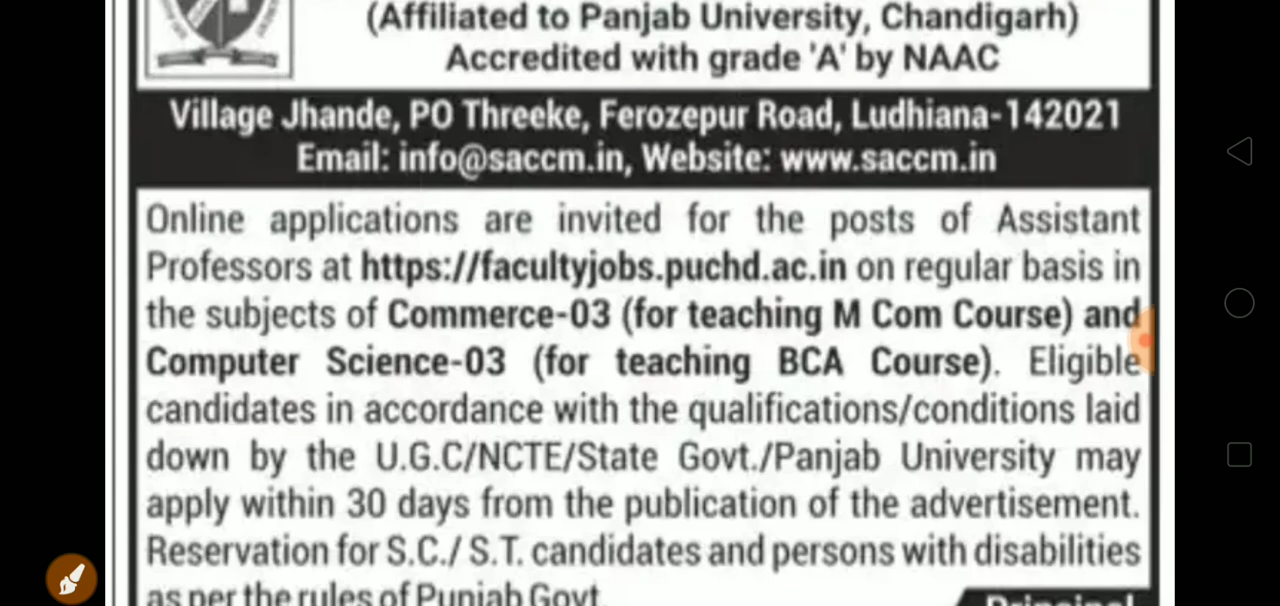 (Affiliated to Panjab University, Chandigarh)
Accredited with grade 'A' by NAAC
Village Jhande, PO Threeke, Ferozepur Road, Ludhiana-142021
Email: info@saccm.in, Website: www.saccm.in
Online applications are invited for the posts of Assistant
Professors at https://facultyjobs.puchd.ac.in on regular basis in
the subjects of Commerce-03 (for teaching M Com Course) and
Computer Science-03 (for teaching BCA Course). Eligible
candidates in accordance with the qualifications/conditions laid
down by the U.G.C/NCTE/State Govt./Panjab University may
apply within 30 days from the publication of the advertisement.
Reservation for S.C./ S.T. candidates and persons with disabilities
as per the rules of Punjab Govt.
Principal